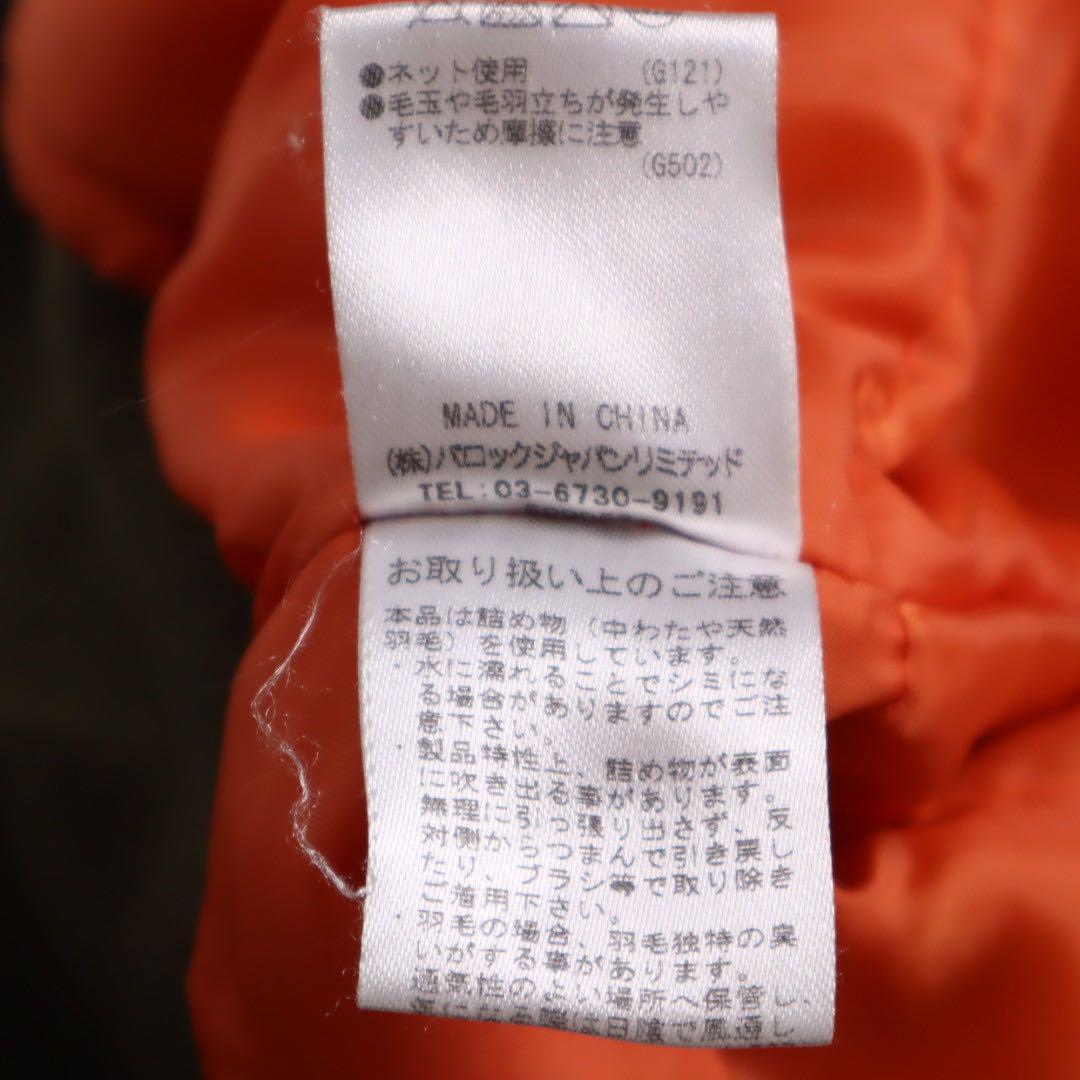 ●ネット使用 (G121)
●毛玉や毛羽立ちが発生しや
すいため摩擦に注意
(G502)
MADE IN CHINA
(株)バロックジャパンリミテッド
TEL:03-6730-9191
お取り扱い上のご注意
本品は詰め物(中わたや天然
羽毛)を使用しています。
・水に濡れることでシミにな
る場合があります。のでご注
意下さい。
・製品特性上、詰め物が表面
に吹き出る事があります。
無理に引っ張り出さず、反
対側から、つまんで引き戻し
たり、ブラシ等で取り除き
ご着用下さい。
・羽毛の場合、羽毛独特の臭
いがする事があります。
通気性の い場所へ保管し、